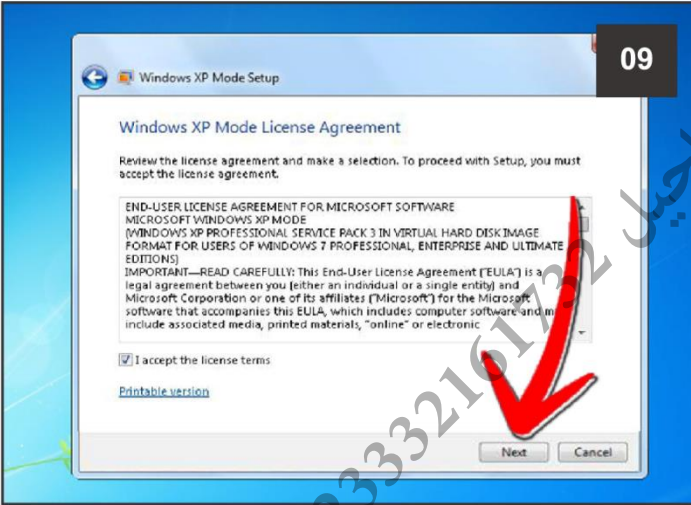 09
Windows XP Mode Setup
Windows XP Mode License Agreement
Review the license agreement and make a selection. To proceed with Setup, you must
accept the license agreement.
END-USER LICENSE AGREEMENT FOR MICROSOFT SOFTWARE
MICROSOFT WINDOWS XP MODE
(WINDOWS XP PROFESSIONAL SERVICE PACK 3 IN VIRTUAL HARD DISK IMAGE
FORMAT FOR USERS OF WINDOWS 7 PROFESSIONAL, ENTERPRISE AND ULTIMATE
EDITIONS)
IMPORTANT—READ CAREFULLY: This End-User License Agreement ("EULA") is a
legal agreement between you (either an individual or a single entity) and
Microsoft Corporation or one of its affiliates ("Microsoft") for the Microsoft
software that accompanies this EULA, which includes computer software and m
include associated media, printed materials, "online" or electronic
I accept the license terms
Printable version
Next Cancel